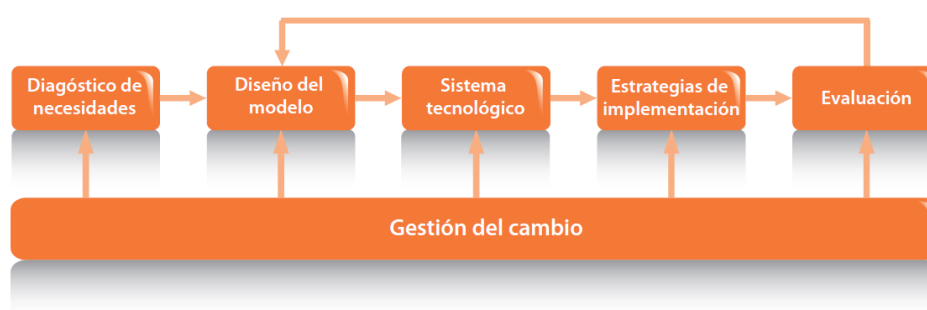 Diagóstico de
necesidades
Diseño del
modelo
Sistema
tecnológico
Estrategias de
implementación
Evaluación
Gestión del cambio